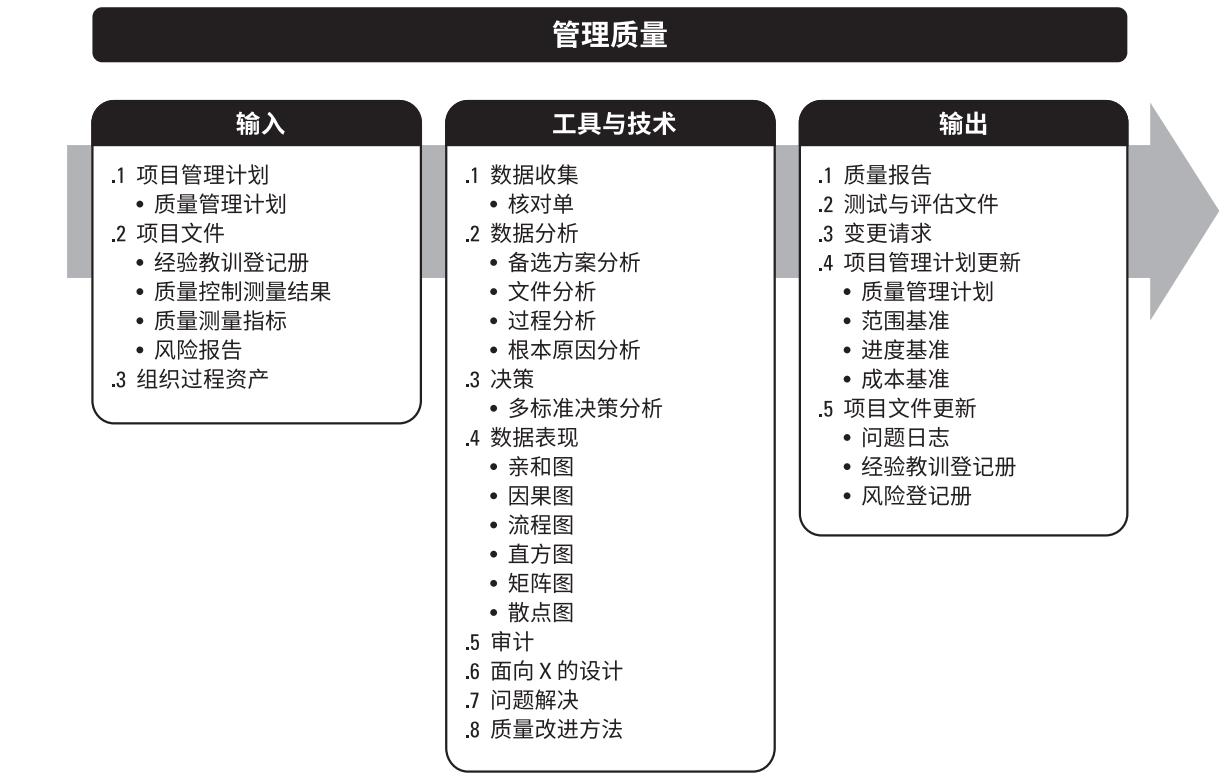 管理质量
输入
.1 项目管理计划
• 质量管理计划
.2 项目文件
• 经验教训登记册
• 质量控制测量结果
• 质量测量指标
• 风险报告
.3 组织过程资产
工具与技术
.1 数据收集
• 核对单
.2 数据分析
• 备选方案分析
• 文件分析
• 过程分析
• 根本原因分析
.3 决策
• 多标准决策分析
.4 数据表现
• 亲和图
• 因果图
• 流程图
• 直方图
• 矩阵图
• 散点图
.5 审计
.6 面向 X 的设计
.7 问题解决
.8 质量改进方法
输出
.1 质量报告
.2 测试与评估文件
.3 变更请求
.4 项目管理计划更新
• 质量管理计划
• 范围基准
• 进度基准
• 成本基准
.5 项目文件更新
• 问题日志
• 经验教训登记册
• 风险登记册